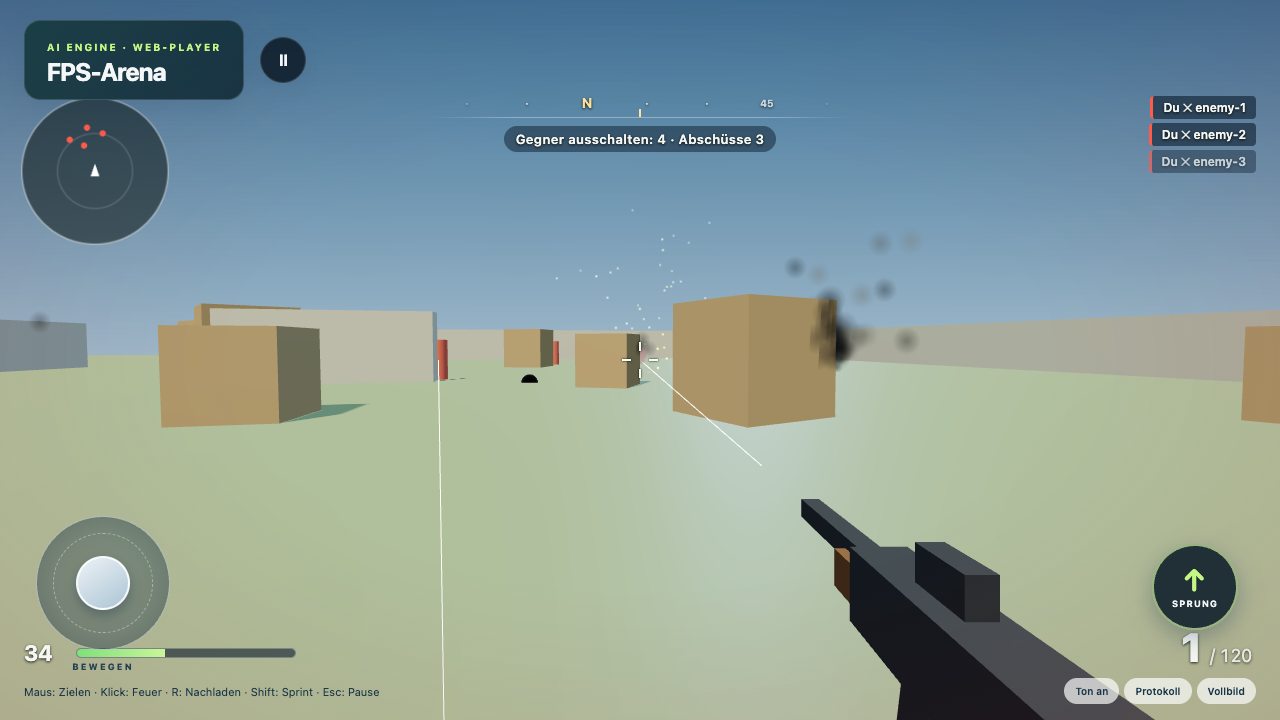 AI ENGINE · WEB-PLAYER
FPS-Arena
N
45
Gegner ausschalten: 4 · Abschüsse 3
Du ⨉ enemy-1
Du ⨉ enemy-2
Du ⨉ enemy-3
SPRUNG
34
BEWEGEN
1 / 120
Maus: Zielen · Klick: Feuer · R: Nachladen · Shift: Sprint · Esc: Pause
Ton an
Protokoll
Vollbild